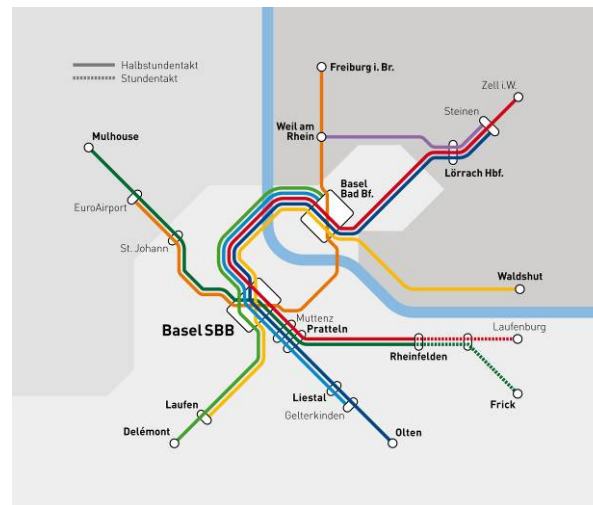 Halbstundentakt
Stundentakt
Freiburg i. Br.
Zell i.W.
Steinen
Weil am
Rhein
Mulhouse
Lörrach Hbf.
Basel
Bad Bf.
EuroAirport
St. Johann
Waldshut
Muttenz
Basel SBB
Pratteln
Laufenburg
Rheinfelden
Laufen
Liestal
Gelterkinden
Frick
Delémont
Olten